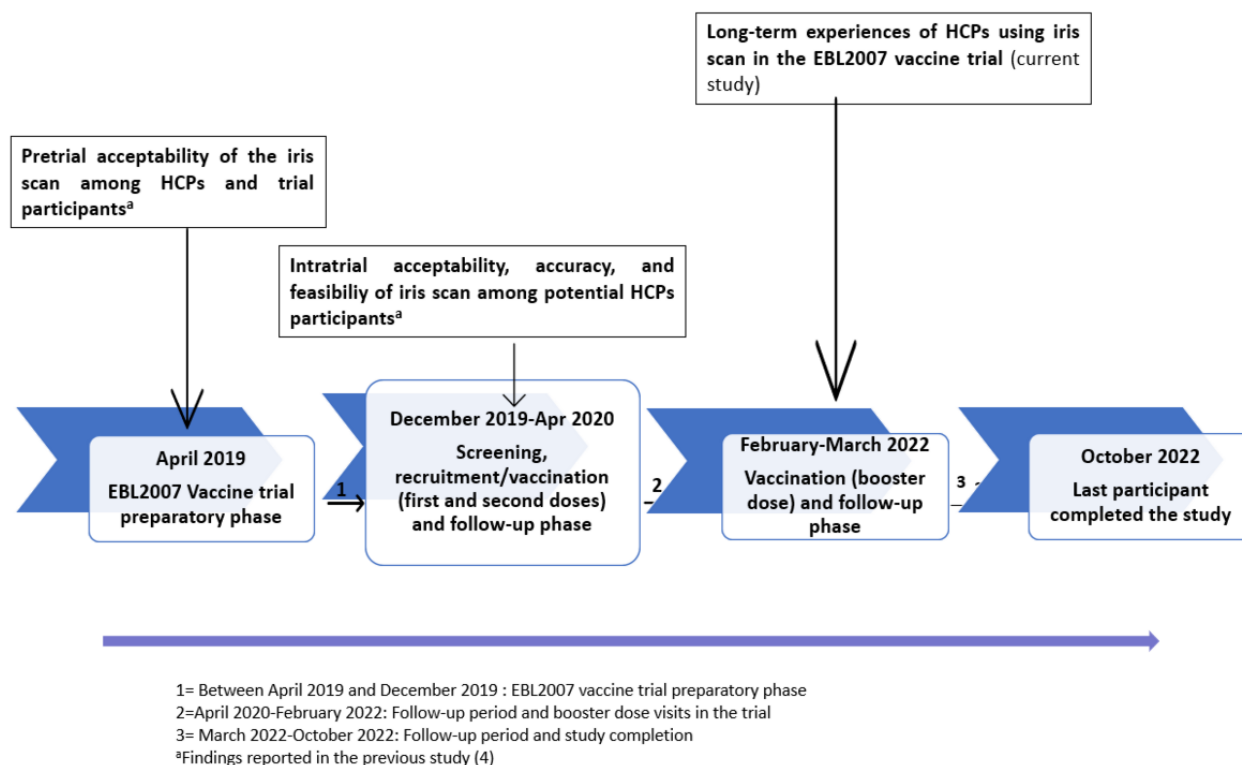 Long-term experiences of HCPs using iris
scan in the EBL2007 vaccine trial (current
study)
Pretrial acceptability of the iris
scan among HCPs and trial
participantsᵃ
Intratrial acceptability, accuracy, and
feasibiliy of iris scan among potential HCPs
participantsᵃ
April 2019
EBL2007 Vaccine trial
preparatory phase
1
December 2019-Apr 2020
Screening,
recruitment/vaccination
(first and second doses)
and follow-up phase
2
February-March 2022
Vaccination (booster
dose) and follow-up
phase
3
October 2022
Last participant
completed the study
1= Between April 2019 and December 2019 : EBL2007 vaccine trial preparatory phase
2=April 2020-February 2022: Follow-up period and booster dose visits in the trial
3= March 2022-October 2022: Follow-up period and study completion
ᵃFindings reported in the previous study (4)